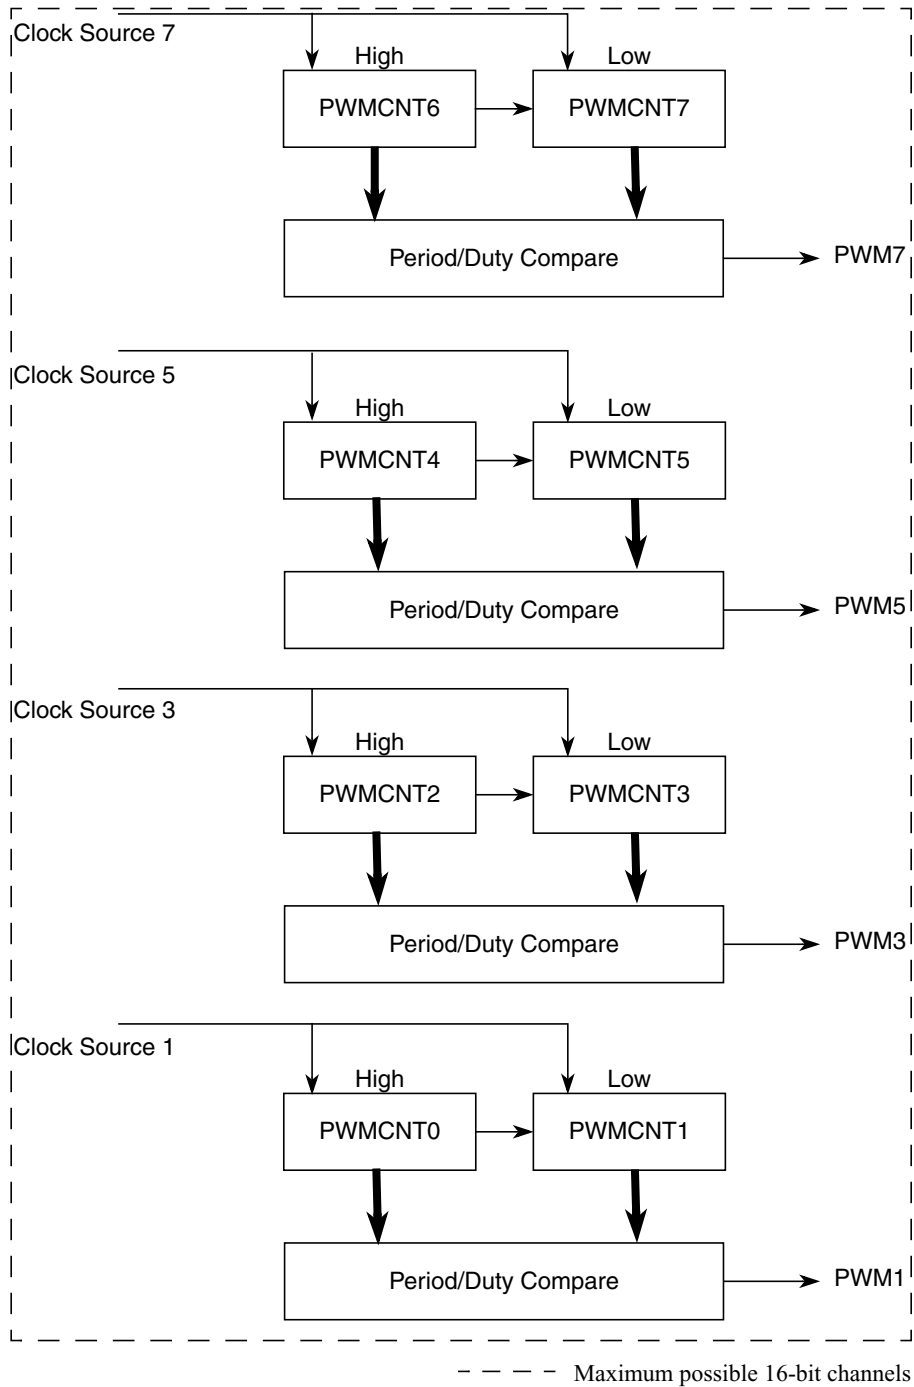 Clock Source 7
High
Low
PWMCNT6
PWMCNT7
Period/Duty Compare
PWM7
Clock Source 5
High
Low
PWMCNT4
PWMCNT5
Period/Duty Compare
PWM5
Clock Source 3
High
Low
PWMCNT2
PWMCNT3
Period/Duty Compare
PWM3
Clock Source 1
High
Low
PWMCNT0
PWMCNT1
Period/Duty Compare
PWM1
Maximum possible 16-bit channels